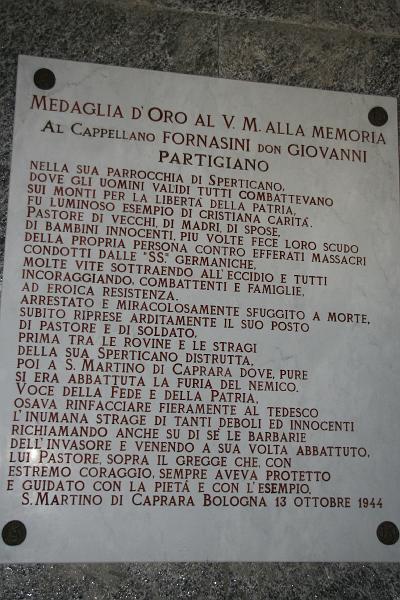 MEDAGLIA D'ORO AL V. M. ALLA MEMORIA
AL CAPPELLANO FORNASINI DON GIOVANNI
PARTIGIANO
NELLA SUA PARROCCHIA DI SPERTICANO,
DOVE GLI UOMINI VALIDI TUTTI COMBATTEVANO
SUI MONTI PER LA LIBERTÀ DELLA PATRIA,
FU LUMINOSO ESEMPIO DI CRISTIANA CARITÀ.
PASTORE DI VECCHI, DI MADRI, DI SPOSE,
DI BAMBINI INNOCENTI, PIÙ VOLTE FECE LORO SCUDO
DELLA PROPRIA PERSONA CONTRO EFFERATI MASSACRI
CONDOTTI DALLE "SS" GERMANICHE,
MOLTE VITE SOTTRAENDO ALL'ECCIDIO E TUTTI
INCORAGGIANDO, COMBATTENTI E FAMIGLIE,
AD EROICA RESISTENZA.
ARRESTATO E MIRACOLOSAMENTE SFUGGITO A MORTE,
SUBITO RIPRESE ARDITAMENTE IL SUO POSTO
DI PASTORE E DI SOLDATO.
PRIMA TRA LE ROVINE E LE STRAGI
DELLA SUA SPERTICANO DISTRUTTA,
POI A S. MARTINO DI CAPRARA DOVE, PURE
SI ERA ABBATTUTA LA FURIA DEL NEMICO.
VOCE DELLA FEDE E DELLA PATRIA,
OSAVA RINFACCIARE FIERAMENTE AL TEDESCO
L'INUMANA STRAGE DI TANTI DEBOLI ED INNOCENTI
RICHIAMANDO ANCHE SU DI SÉ LE BARBARIE
DELL'INVASORE E VENENDO A SUA VOLTA ABBATTUTO,
LUI PASTORE, SOPRA IL GREGGE CHE, CON
ESTREMO CORAGGIO, SEMPRE AVEVA PROTETTO
E GUIDATO CON LA PIETÁ E CON L'ESEMPIO.
S. MARTINO DI CAPRARA BOLOGNA 13 OTTOBRE 1944